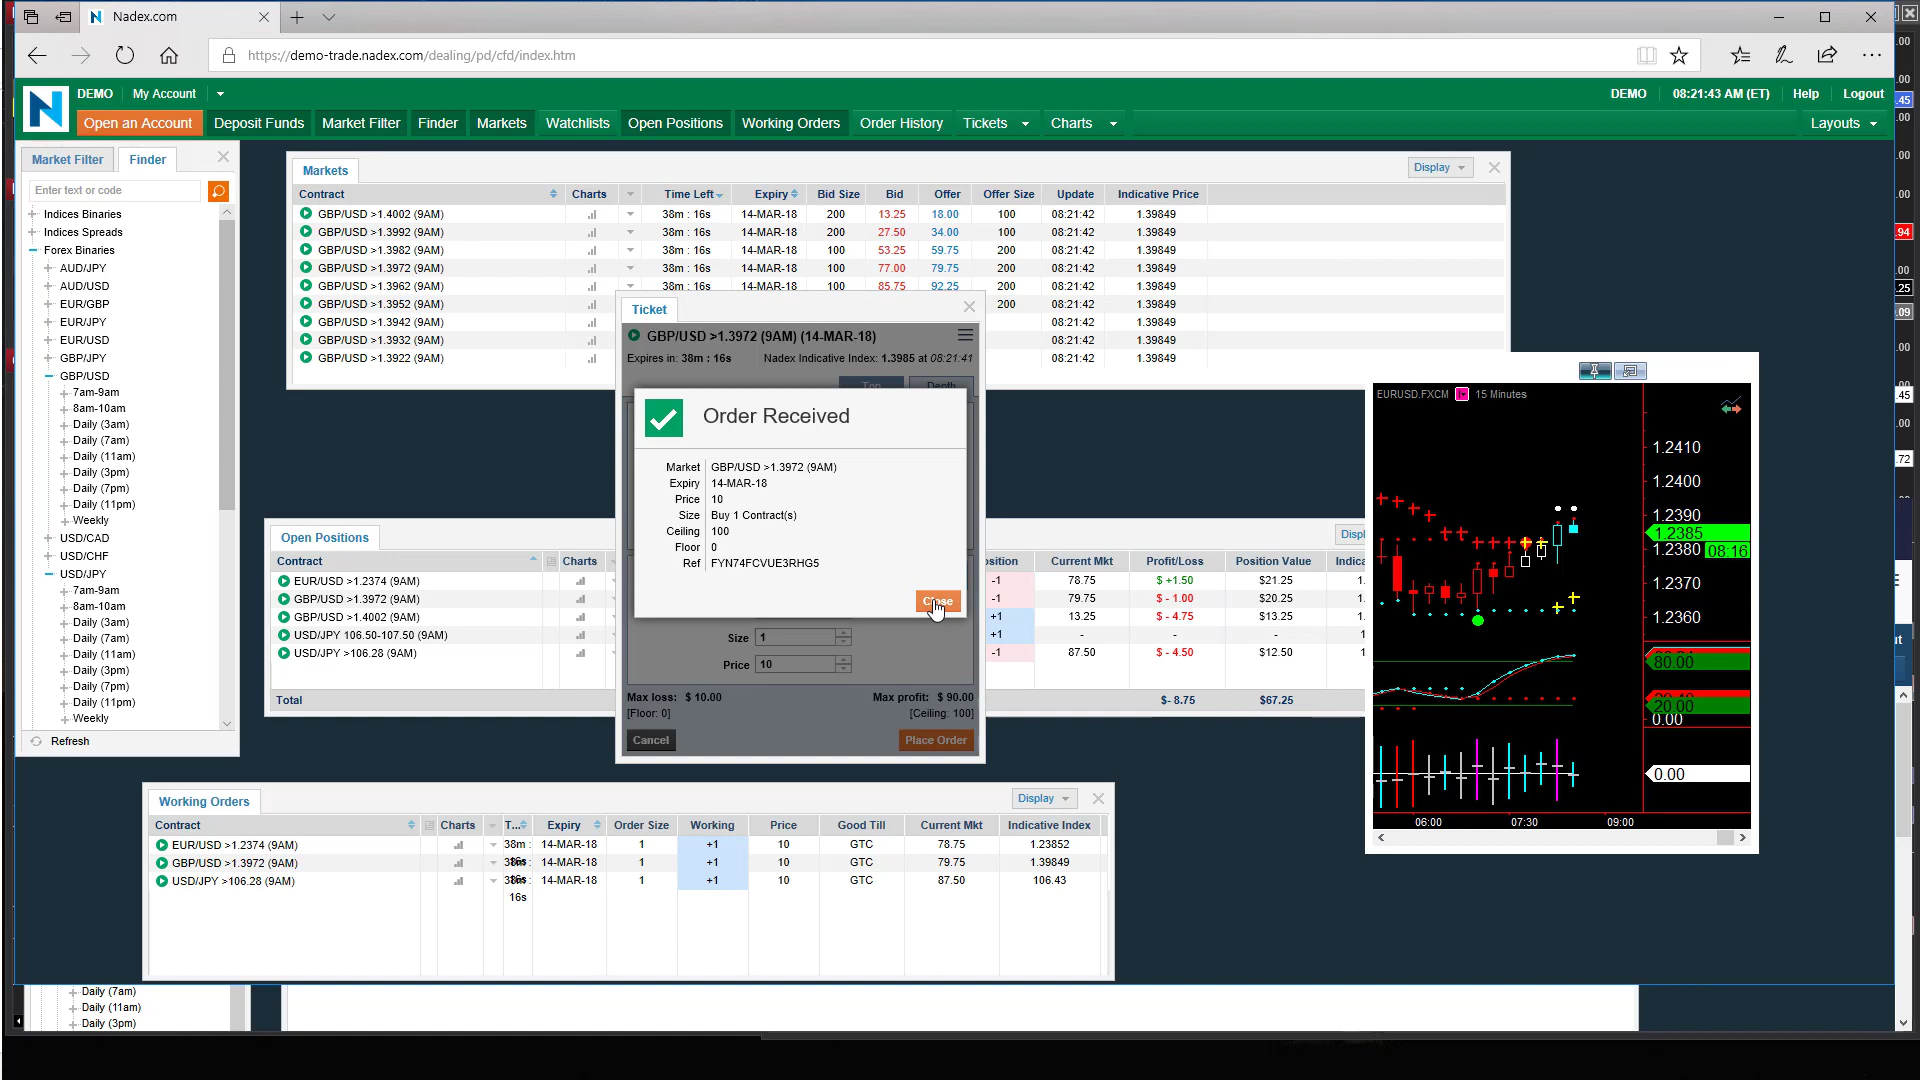 Nadex.com
https://demo-trade.nadex.com/dealing/pd/cfd/index.htm
DEMO My Account
DEMO 08:21:43 AM (ET) Help Logout
Open an Account Deposit Funds Market Filter Finder Markets Watchlists Open Positions Working Orders Order History Tickets Charts Layouts
Market Filter Finder
Enter text or code
Indices Binaries
Indices Spreads
Forex Binaries
AUD/JPY
AUD/USD
EUR/GBP
EUR/JPY
EUR/USD
GBP/JPY
GBP/USD
7am-9am
8am-10am
Daily (3am)
Daily (7am)
Daily (11am)
Daily (3pm)
Daily (7pm)
Daily (11pm)
Weekly
USD/CAD
USD/CHF
USD/JPY
7am-9am
8am-10am
Daily (3am)
Daily (7am)
Daily (11am)
Daily (3pm)
Daily (7pm)
Daily (11pm)
Weekly
Refresh
Markets Display
Contract Charts Time Left Expiry Bid Size Bid Offer Offer Size Update Indicative Price
GBP/USD >1.4002 (9AM) 38m : 16s 14-MAR-18 200 13.25 18.00 100 08:21:42 1.39849
GBP/USD >1.3992 (9AM) 38m : 16s 14-MAR-18 200 27.50 34.00 100 08:21:42 1.39849
GBP/USD >1.3982 (9AM) 38m : 16s 14-MAR-18 100 53.25 59.75 200 08:21:42 1.39849
GBP/USD >1.3972 (9AM) 38m : 16s 14-MAR-18 100 77.00 79.75 200 08:21:42 1.39849
GBP/USD >1.3962 (9AM) 38m : 16s 14-MAR-18 100 85.75 92.25 200 08:21:42 1.39849
GBP/USD >1.3952 (9AM) 200 08:21:42 1.39849
GBP/USD >1.3942 (9AM) 08:21:42 1.39849
GBP/USD >1.3932 (9AM) 08:21:42 1.39849
GBP/USD >1.3922 (9AM) 08:21:42 1.39849
Ticket
GBP/USD >1.3972 (9AM) (14-MAR-18)
Expires in: 38m : 16s Nadex Indicative Index: 1.3985 at 08:21:41
Top Depth
Order Received
Market GBP/USD >1.3972 (9AM)
Expiry 14-MAR-18
Price 10
Size Buy 1 Contract(s)
Ceiling 100
Floor 0
Ref FYN74FCVUE3RHG5
Close
Size 1
Price 10
Max loss: $ 10.00 Max profit: $ 90.00
[Floor: 0] [Ceiling: 100]
Cancel Place Order
Open Positions Displ
Contract Charts osition Current Mkt Profit/Loss Position Value Indica
EUR/USD >1.2374 (9AM) -1 78.75 $ +1.50 $21.25 1.
GBP/USD >1.3972 (9AM) -1 79.75 $ - 1.00 $20.25 1.
GBP/USD >1.4002 (9AM) +1 13.25 $ - 4.75 $13.25 1.
USD/JPY 106.50-107.50 (9AM) +1 - - - 1
USD/JPY >106.28 (9AM) -1 87.50 $ - 4.50 $12.50 1.
Total $- 8.75 $67.25
Working Orders Display
Contract Charts T... Expiry Order Size Working Price Good Till Current Mkt Indicative Index
EUR/USD >1.2374 (9AM) 38m : 14-MAR-18 1 +1 10 GTC 78.75 1.23852
GBP/USD >1.3972 (9AM) 14-MAR-18 1 +1 10 GTC 79.75 1.39849
USD/JPY >106.28 (9AM) 14-MAR-18 1 +1 10 GTC 87.50 106.43
16s
EURUSD.FXCM 15 Minutes
1.2410
1.2400
1.2390
1.2385
1.2380 08:16
1.2370
1.2360
80.00
20.00
0.00
0.00
06:00 07:30 09:00
Daily (7am)
Daily (11am)
Daily (3pm)